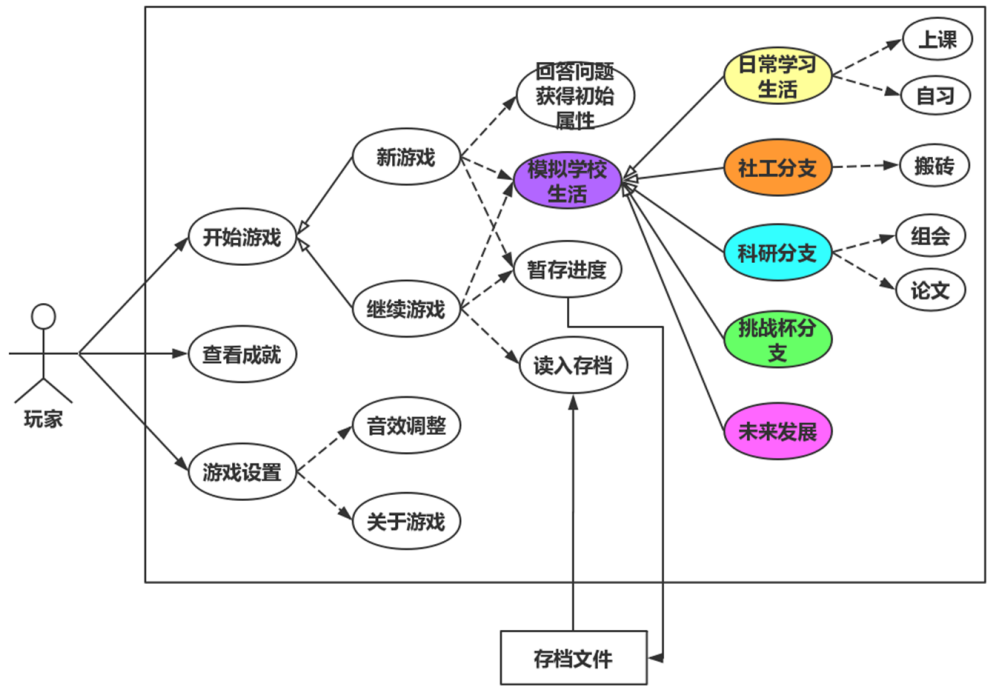 回答问题
获得初始
属性
日常学习
生活
上课
自习
新游戏
模拟学校
生活
社工分支
搬砖
开始游戏
暂存进度
科研分支
组会
论文
继续游戏
查看成就
读入存档
挑战杯分
支
玩家
音效调整
未来发展
游戏设置
关于游戏
存档文件